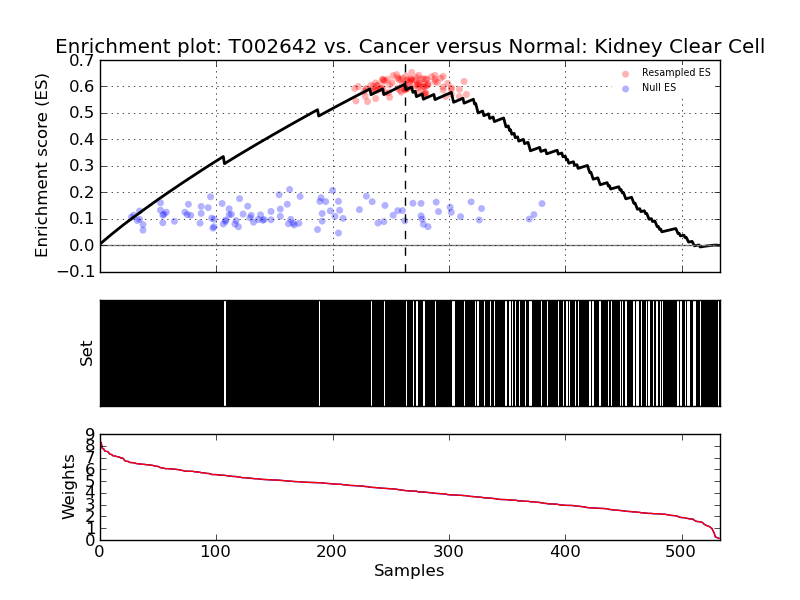 Enrichment plot: T002642 vs. Cancer versus Normal: Kidney Clear Cell
0.7
0.6
0.5
0.4
0.3
0.2
0.1
0.0
−0.1
Enrichment score (ES)
Resampled ES
Null ES
Set
9
8
7
6
5
4
3
2
1
0
Weights
0 100 200 300 400 500
Samples